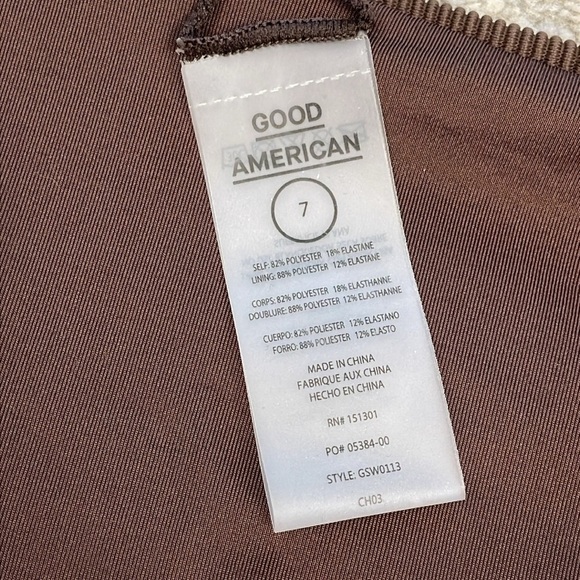 GOOD
AMERICAN
7
SELF: 82% POLYESTER 18% ELASTANE
LINING: 88% POLYESTER 12% ELASTANE
CORPS: 82% POLYESTER 18% ELASTHANNE
DOUBLURE: 88% POLYESTER 12% ELASTHANNE
CUERPO: 82% POLIESTER 12% ELASTANO
FORRO: 88% POLIESTER 12% ELASTO
MADE IN CHINA
FABRIQUE AUX CHINA
HECHO EN CHINA
RN# 151301
PO# 05384-00
STYLE: GSW0113
CH03